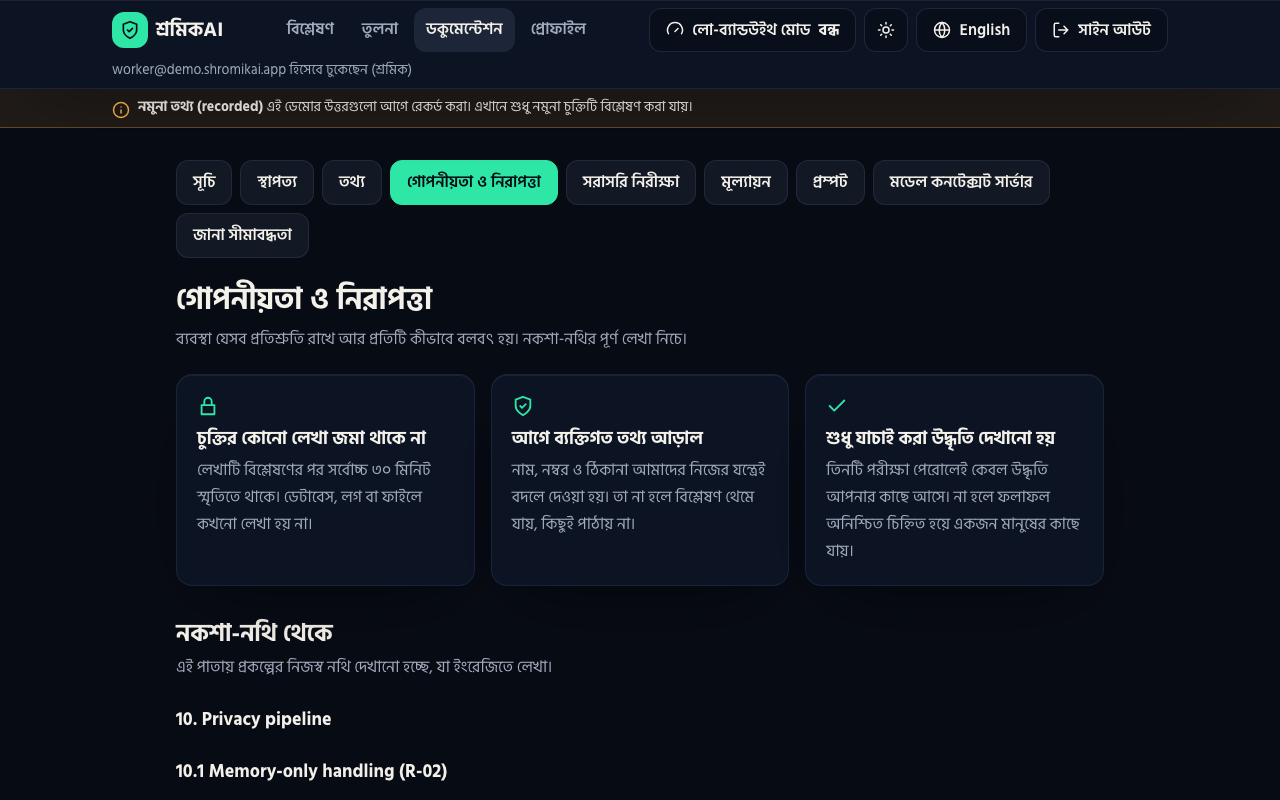 শ্রমিকAI
বিশ্লেষণ
তুলনা
ডকুমেন্টেশন
প্রোফাইল
লো-ব্যান্ডউইথ মোড বন্ধ
English
সাইন আউট
worker@demo.shromikai.app হিসেবে ঢুকেছেন (শ্রমিক)
নমুনা তথ্য (recorded) এই ডেমোর উত্তরগুলো আগে রেকর্ড করা। এখানে শুধু নমুনা চুক্তিটি বিশ্লেষণ করা যায়।
সূচি
স্থাপত্য
তথ্য
গোপনীয়তা ও নিরাপত্তা
সরাসরি নিরীক্ষা
মূল্যায়ন
প্রম্পট
মডেল কনটেক্সট সার্ভার
জানা সীমাবদ্ধতা
গোপনীয়তা ও নিরাপত্তা
ব্যবস্থা যেসব প্রতিশ্রুতি রাখে আর প্রতিটি কীভাবে বলবৎ হয়। নকশা-নথির পূর্ণ লেখা নিচে।
চুক্তির কোনো লেখা জমা থাকে না
লেখাটি বিশ্লেষণের পর সর্বোচ্চ ৩০ মিনিট
স্মৃতিতে থাকে। ডেটাবেস, লগ বা ফাইলে
কখনো লেখা হয় না।
আগে ব্যক্তিগত তথ্য আড়াল
নাম, নম্বর ও ঠিকানা আমাদের নিজের যন্ত্রেই
বদলে দেওয়া হয়। তা না হলে বিশ্লেষণ থেমে
যায়, কিছুই পাঠায় না।
শুধু যাচাই করা উদ্ধৃতি দেখানো হয়
তিনটি পরীক্ষা পেরোলেই কেবল উদ্ধৃতি
আপনার কাছে আসে। না হলে ফলাফল
অনিশ্চিত চিহ্নিত হয়ে একজন মানুষের কাছে
যায়।
নকশা-নথি থেকে
এই পাতায় প্রকল্পের নিজস্ব নথি দেখানো হচ্ছে, যা ইংরেজিতে লেখা।
10. Privacy pipeline
10.1 Memory-only handling (R-02)